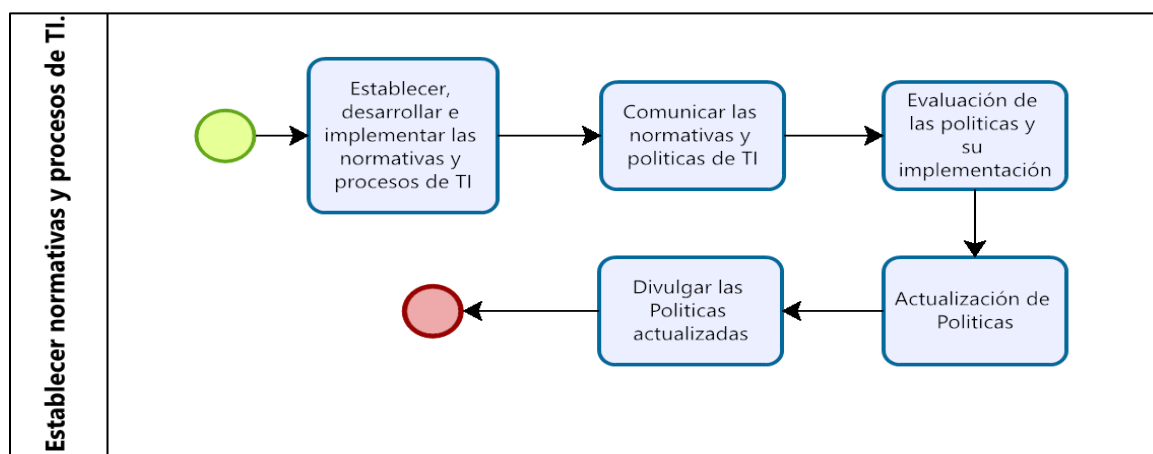 Establecer normativas y procesos de TI.
Establecer,
desarrollar e
implementar las
normativas y
procesos de TI
Comunicar las
normativas y
politicas de TI
Evaluación de
las politicas y
su
implementación
Actualización de
Politicas
Divulgar las
Politicas
actualizadas